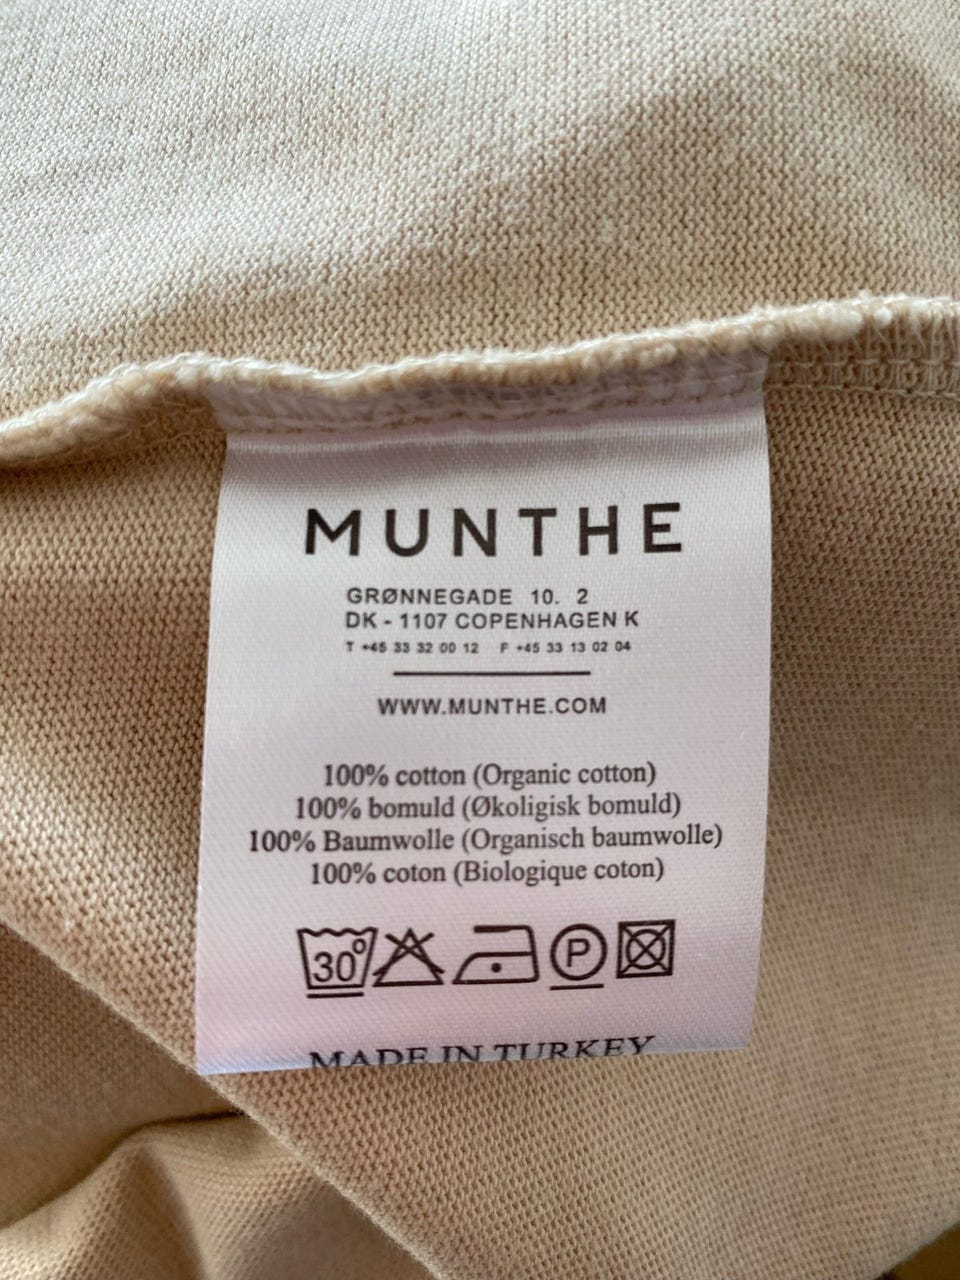 MUNTHE
GRØNNEGADE 10. 2
DK - 1107 COPENHAGEN K
T +45 33 32 00 12 F +45 33 13 02 04
WWW.MUNTHE.COM
100% cotton (Organic cotton)
100% bomuld (Økoligisk bomuld)
100% Baumwolle (Organisch baumwolle)
100% coton (Biologique coton)
30°
P
MADE IN TURKEY